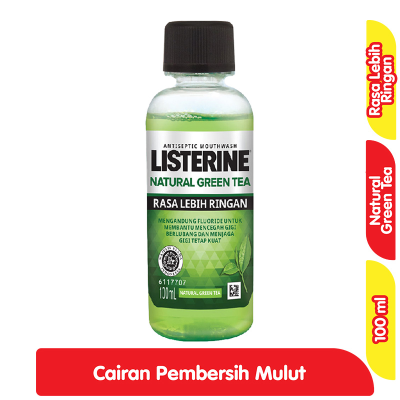 ANTISEPTIC MOUTHWASH
LISTERINE
NATURAL GREEN TEA
RASA LEBIH RINGAN
MENGANDUNG FLUORIDE UNTUK
MEMBANTU MENCEGAH GIGI
BERLUBANG DAN MENJAGA
GIGI TETAP KUAT
6117707
100mL
NATURAL GREEN TEA
Rasa Lebih
Ringan
Natural
Green Tea
100 ml
Cairan Pembersih Mulut